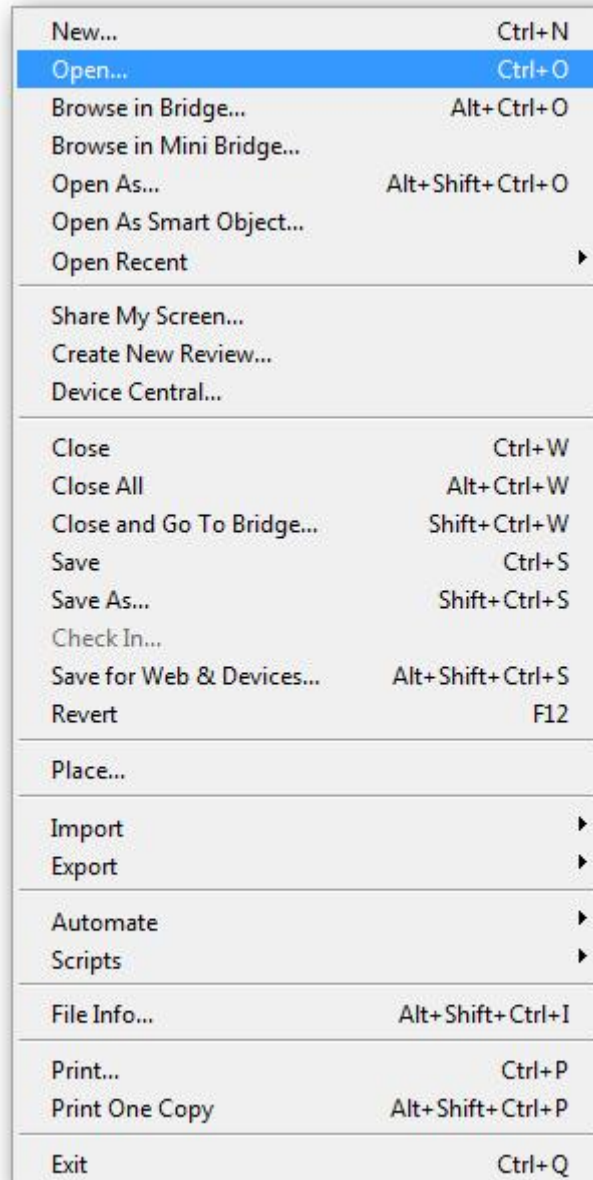 New... Ctrl+N
Open... Ctrl+O
Browse in Bridge... Alt+Ctrl+O
Browse in Mini Bridge...
Open As... Alt+Shift+Ctrl+O
Open As Smart Object...
Open Recent
Share My Screen...
Create New Review...
Device Central...
Close Ctrl+W
Close All Alt+Ctrl+W
Close and Go To Bridge... Shift+Ctrl+W
Save Ctrl+S
Save As... Shift+Ctrl+S
Check In...
Save for Web & Devices... Alt+Shift+Ctrl+S
Revert F12
Place...
Import
Export
Automate
Scripts
File Info... Alt+Shift+Ctrl+I
Print... Ctrl+P
Print One Copy Alt+Shift+Ctrl+P
Exit Ctrl+Q